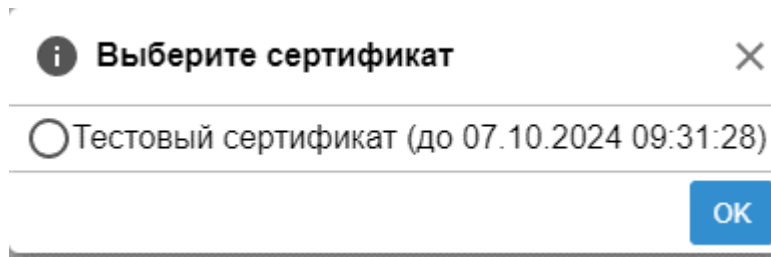 Выберите сертификат
Тестовый сертификат (до 07.10.2024 09:31:28)
OK